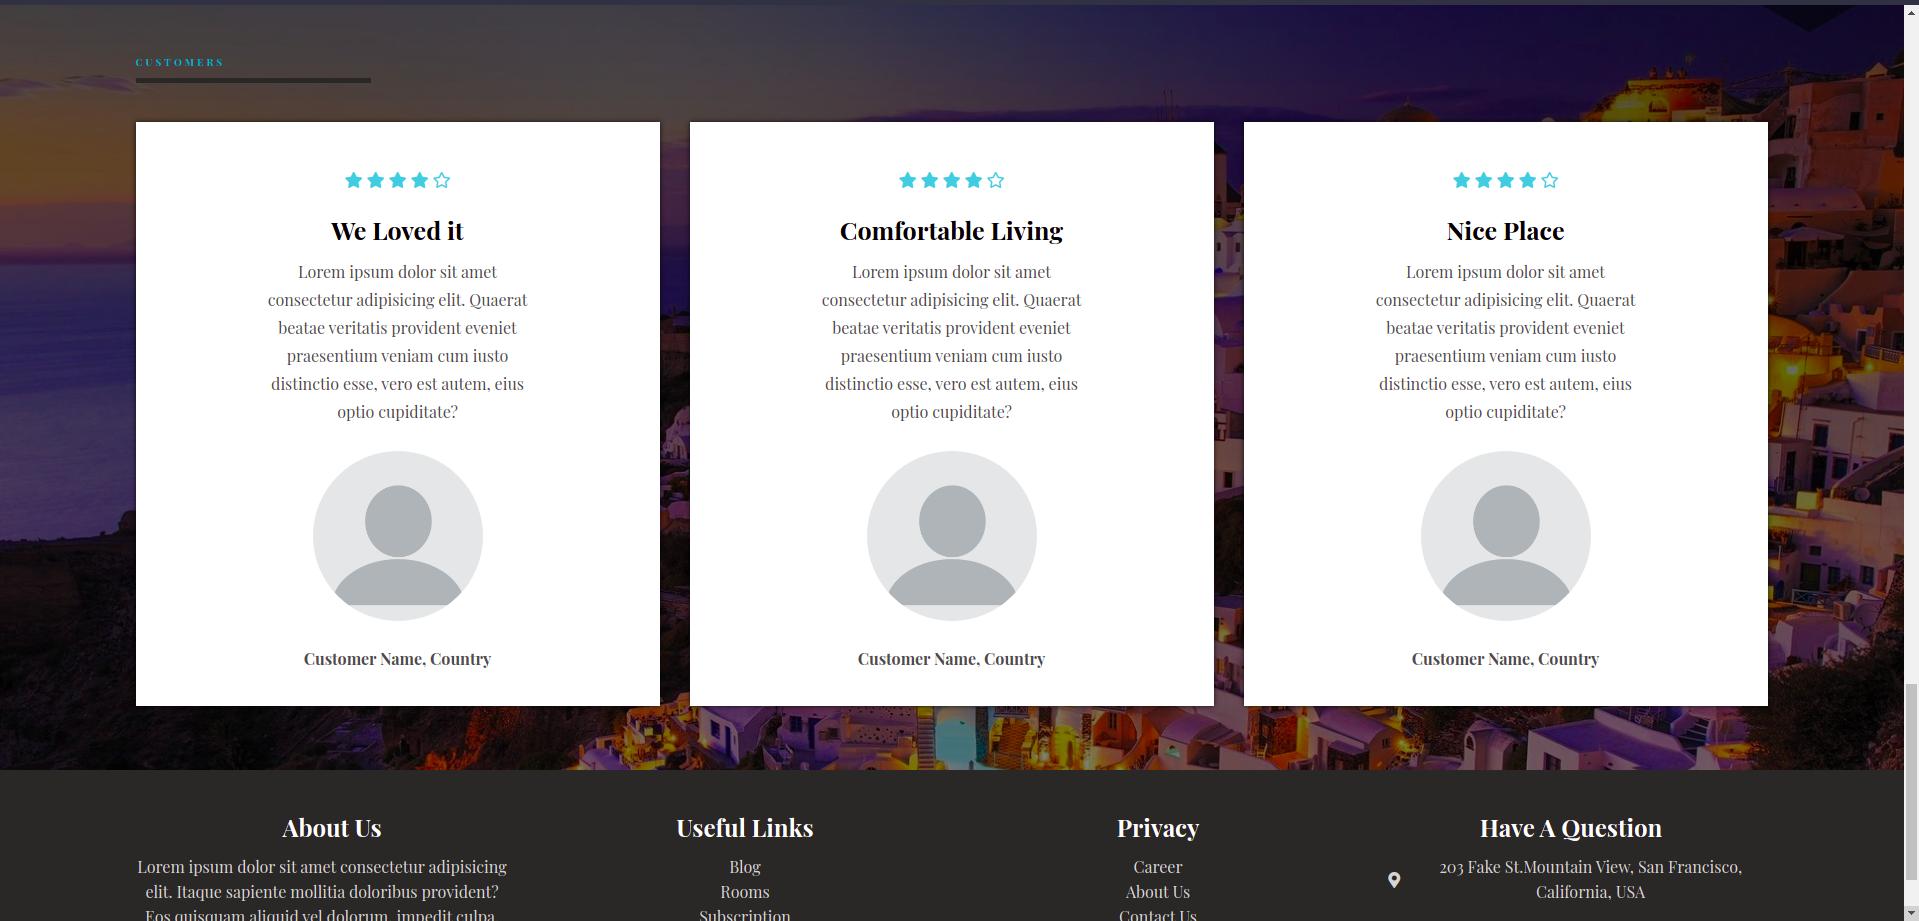 CUSTOMERS
We Loved it
Lorem ipsum dolor sit amet
consectetur adipisicing elit. Quaerat
beatae veritatis provident eveniet
praesentium veniam cum iusto
distinctio esse, vero est autem, eius
optio cupiditate?
Customer Name, Country
Comfortable Living
Lorem ipsum dolor sit amet
consectetur adipisicing elit. Quaerat
beatae veritatis provident eveniet
praesentium veniam cum iusto
distinctio esse, vero est autem, eius
optio cupiditate?
Customer Name, Country
Nice Place
Lorem ipsum dolor sit amet
consectetur adipisicing elit. Quaerat
beatae veritatis provident eveniet
praesentium veniam cum iusto
distinctio esse, vero est autem, eius
optio cupiditate?
Customer Name, Country
About Us
Lorem ipsum dolor sit amet consectetur adipisicing
elit. Itaque sapiente mollitia doloribus provident?
Eos quisquam aliquid vel dolorum, impedit culpa
Useful Links
Blog
Rooms
Subscription
Privacy
Career
About Us
Contact Us
Have A Question
203 Fake St.Mountain View, San Francisco,
California, USA